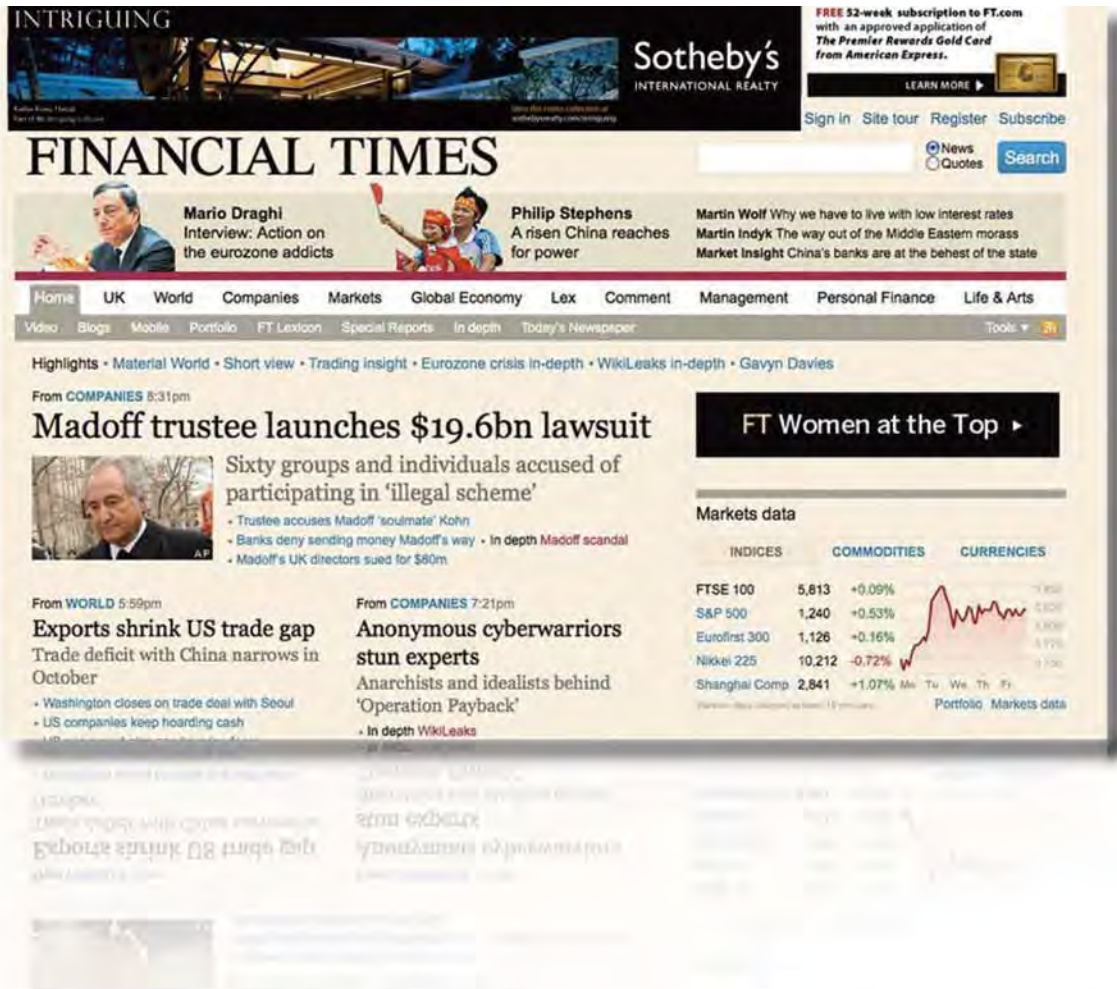 INTRIGUING
Sotheby's
INTERNATIONAL REALTY
FREE 52-week subscription to FT.com
with an approved application of
The Premier Rewards Gold Card
from American Express.
LEARN MORE
Sign in Site tour Register Subscribe
FINANCIAL TIMES
News
Quotes
Search
Mario Draghi
Interview: Action on
the eurozone addicts
Philip Stephens
A risen China reaches
for power
Martin Wolf Why we have to live with low interest rates
Martin Indyk The way out of the Middle Eastern morass
Market Insight China's banks are at the behest of the state
Home UK World Companies Markets Global Economy Lex Comment Management Personal Finance Life & Arts
Video Blogs Mobile Portfolio FT Lexicon Special Reports In depth Today's Newspaper Tools
Highlights • Material World • Short view • Trading insight • Eurozone crisis in-depth • WikiLeaks in-depth • Gavyn Davies
From COMPANIES 8:31pm
Madoff trustee launches $19.6bn lawsuit
Sixty groups and individuals accused of
participating in ‘illegal scheme’
AP
• Trustee accuses Madoff 'soulmate' Kohn
• Banks deny sending money Madoff's way • In depth Madoff scandal
• Madoff's UK directors sued for $80m
From WORLD 5:59pm
Exports shrink US trade gap
Trade deficit with China narrows in
October
• Washington closes on trade deal with Seoul
• US companies keep hoarding cash
From COMPANIES 7:21pm
Anonymous cyberwarriors
stun experts
Anarchists and idealists behind
‘Operation Payback’
• In depth WikiLeaks
FT Women at the Top
Markets data
INDICES COMMODITIES CURRENCIES
FTSE 100 5,813 +0.09%
S&P 500 1,240 +0.53%
Eurofirst 300 1,126 +0.16%
Nikkei 225 10,212 -0.72%
Shanghai Comp 2,841 +1.07%
Mo Tu We Th Fr
Portfolio Markets data